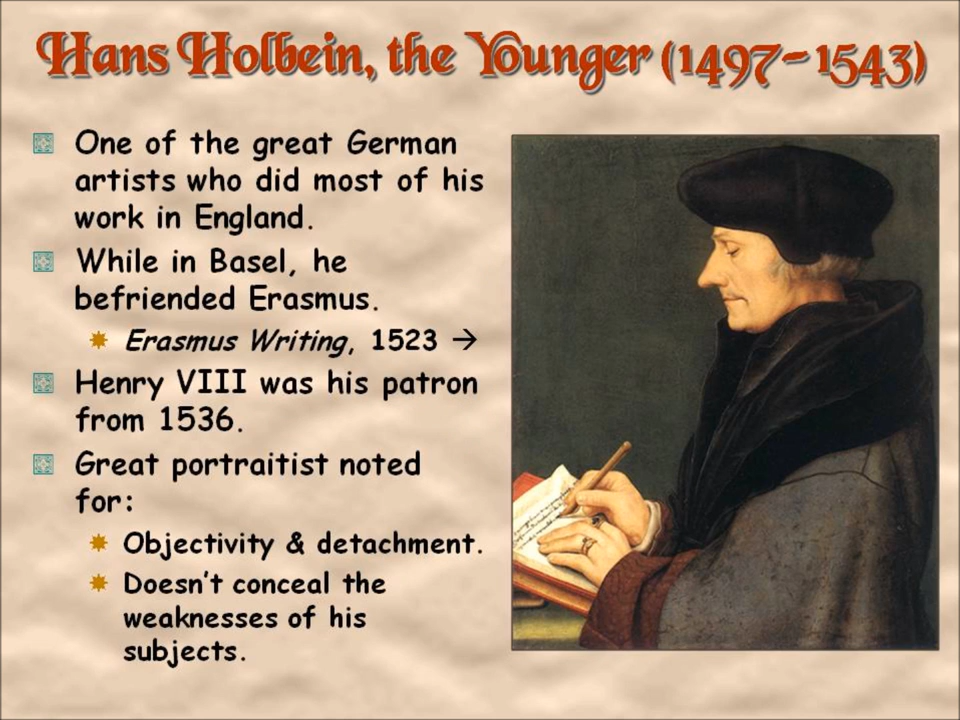 Hans Holbein, the Younger (1497-1543)
One of the great German
artists who did most of his
work in England.
While in Basel, he
befriended Erasmus.
Erasmus Writing, 1523 →
Henry VIII was his patron
from 1536.
Great portraitist noted
for:
Objectivity & detachment.
Doesn't conceal the
weaknesses of his
subjects.